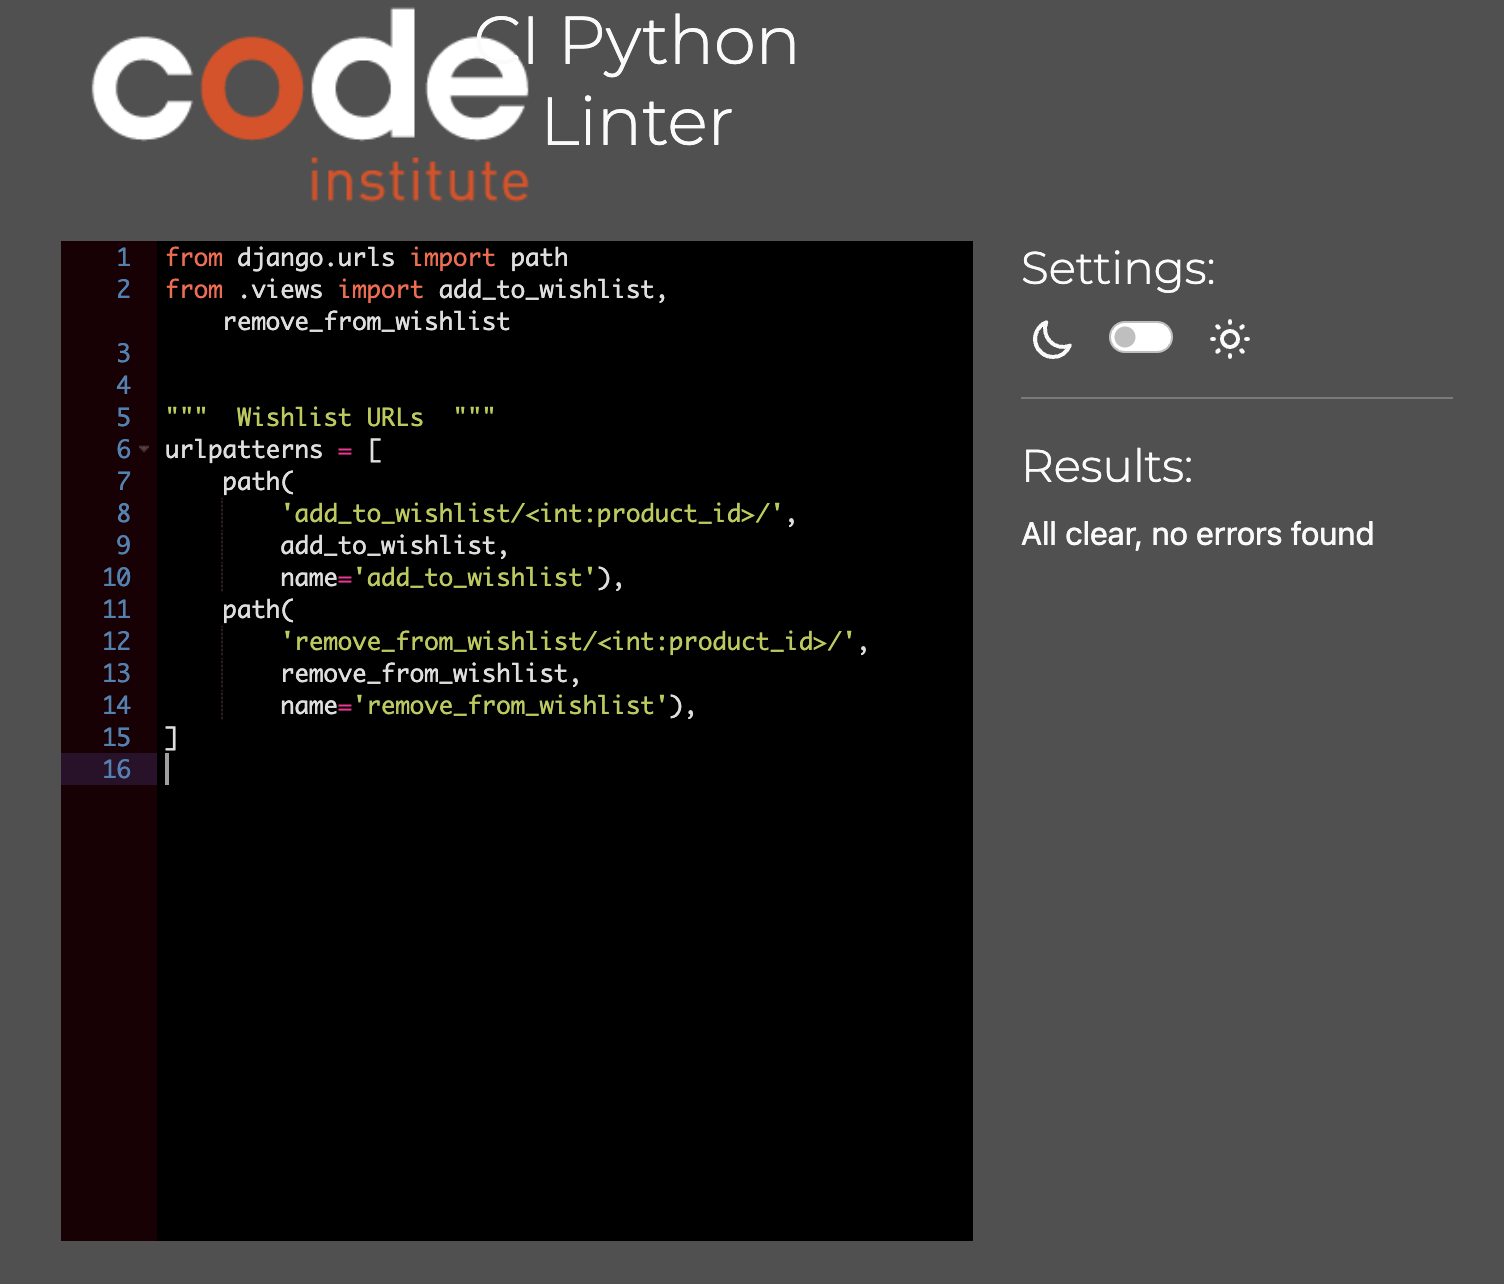 code
institute
CI Python
Linter
1 from django.urls import path
2 from .views import add_to_wishlist,
remove_from_wishlist
3
4
5 """  Wishlist URLs  """
6 urlpatterns = [
7     path(
8         'add_to_wishlist/<int:product_id>/',
9         add_to_wishlist,
10         name='add_to_wishlist'),
11     path(
12         'remove_from_wishlist/<int:product_id>/',
13         remove_from_wishlist,
14         name='remove_from_wishlist'),
15 ]
16
Settings:
Results:
All clear, no errors found